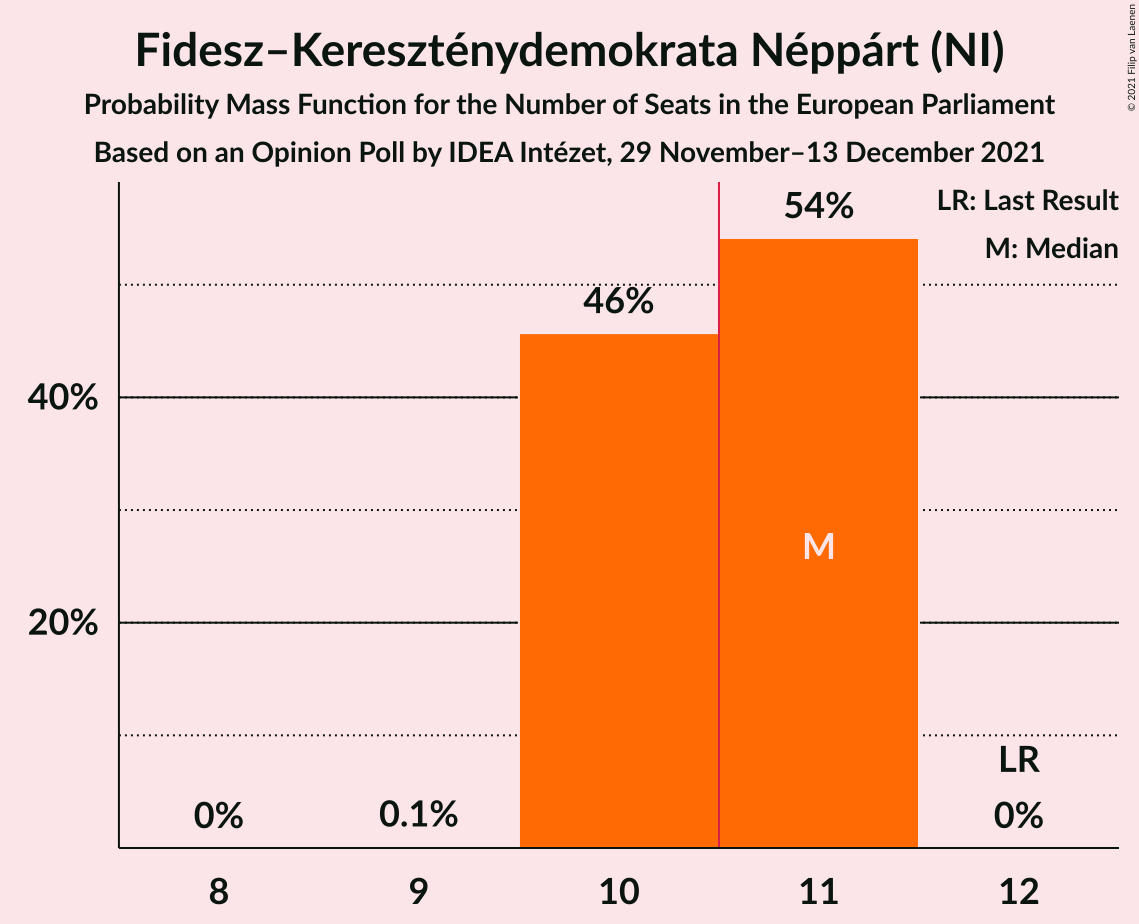 Fidesz–Kereszténydemokrata Néppárt (NI)
Probability Mass Function for the Number of Seats in the European Parliament
Based on an Opinion Poll by IDEA Intézet, 29 November–13 December 2021
© 2021 Filip van Laenen
LR: Last Result
M: Median
54%
46%
40%
M
20%
LR
0%
0.1%
0%
8
9
10
11
12